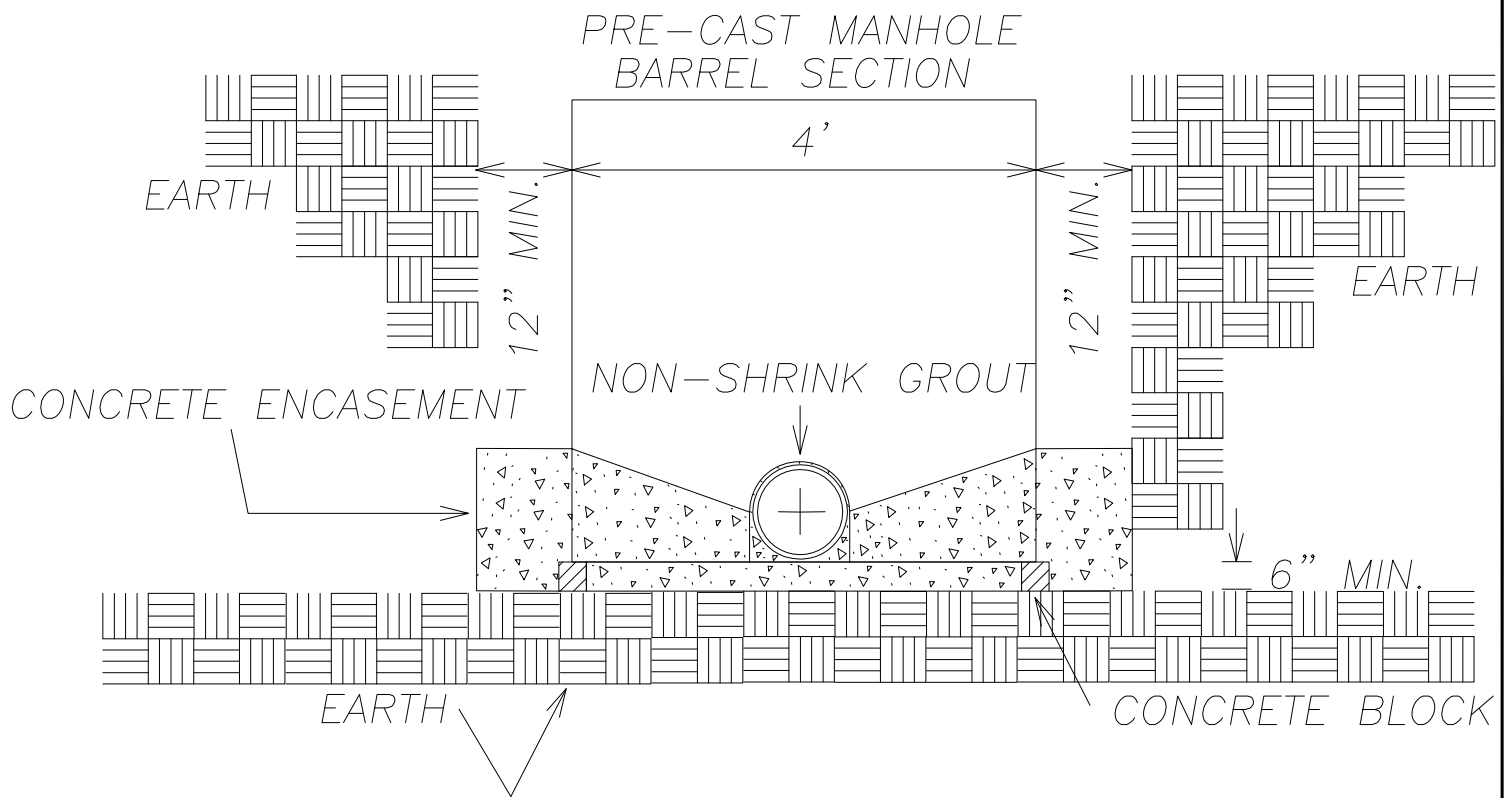 PRE-CAST MANHOLE
BARREL SECTION
4'
EARTH
12" MIN.
12" MIN.
EARTH
NON-SHRINK GROUT
CONCRETE ENCASEMENT
6" MIN.
EARTH
CONCRETE BLOCK